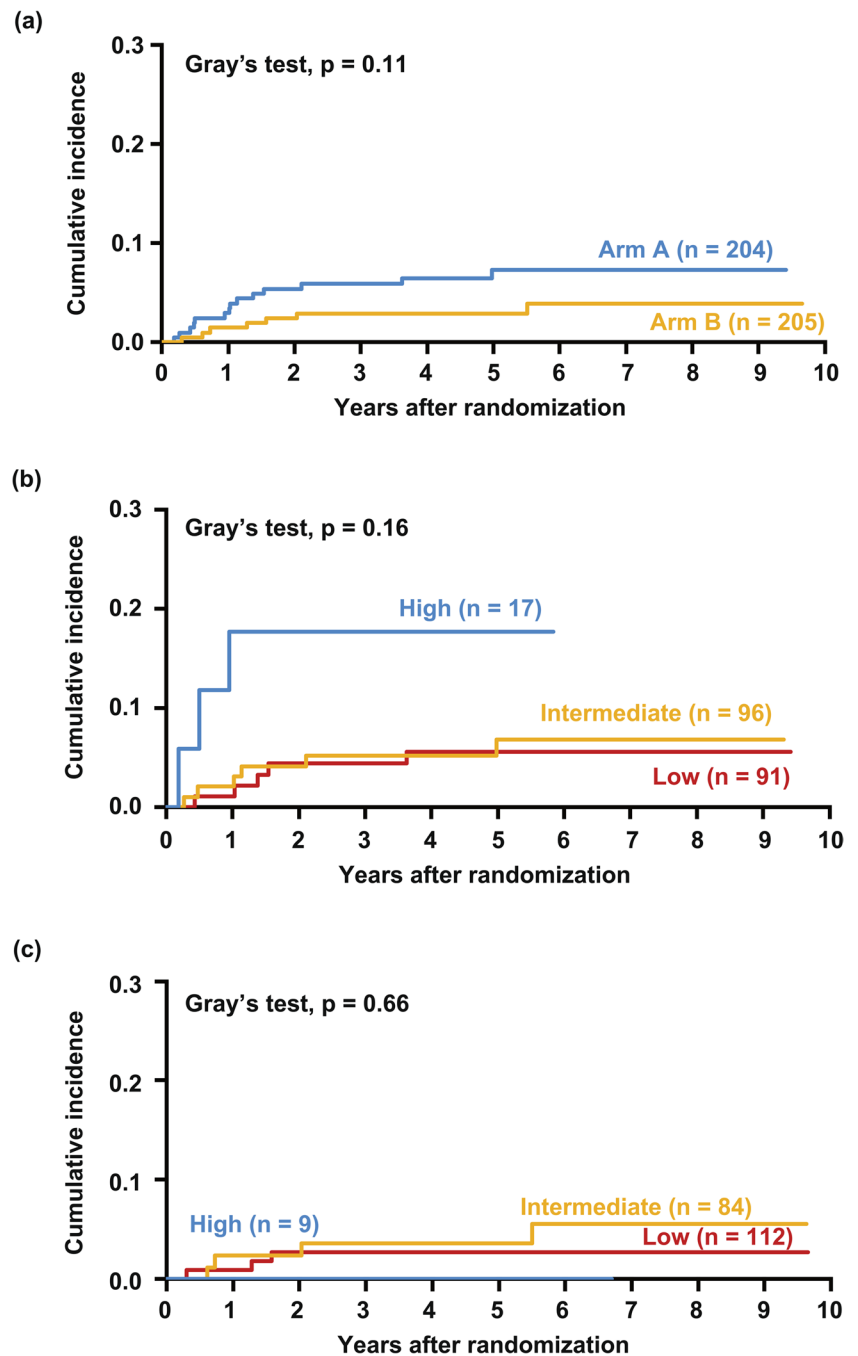 (a)
Gray's test, p = 0.11
Cumulative incidence
0.3
0.2
0.1
0.0
Arm A (n = 204)
Arm B (n = 205)
0 1 2 3 4 5 6 7 8 9 10
Years after randomization
(b)
Gray's test, p = 0.16
Cumulative incidence
0.3
0.2
0.1
0.0
High (n = 17)
Intermediate (n = 96)
Low (n = 91)
0 1 2 3 4 5 6 7 8 9 10
Years after randomization
(c)
Gray's test, p = 0.66
Cumulative incidence
0.3
0.2
0.1
0.0
High (n = 9)
Intermediate (n = 84)
Low (n = 112)
0 1 2 3 4 5 6 7 8 9 10
Years after randomization